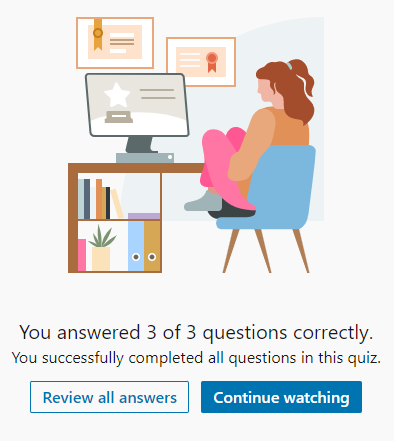 You answered 3 of 3 questions correctly.
You successfully completed all questions in this quiz.
Review all answers
Continue watching